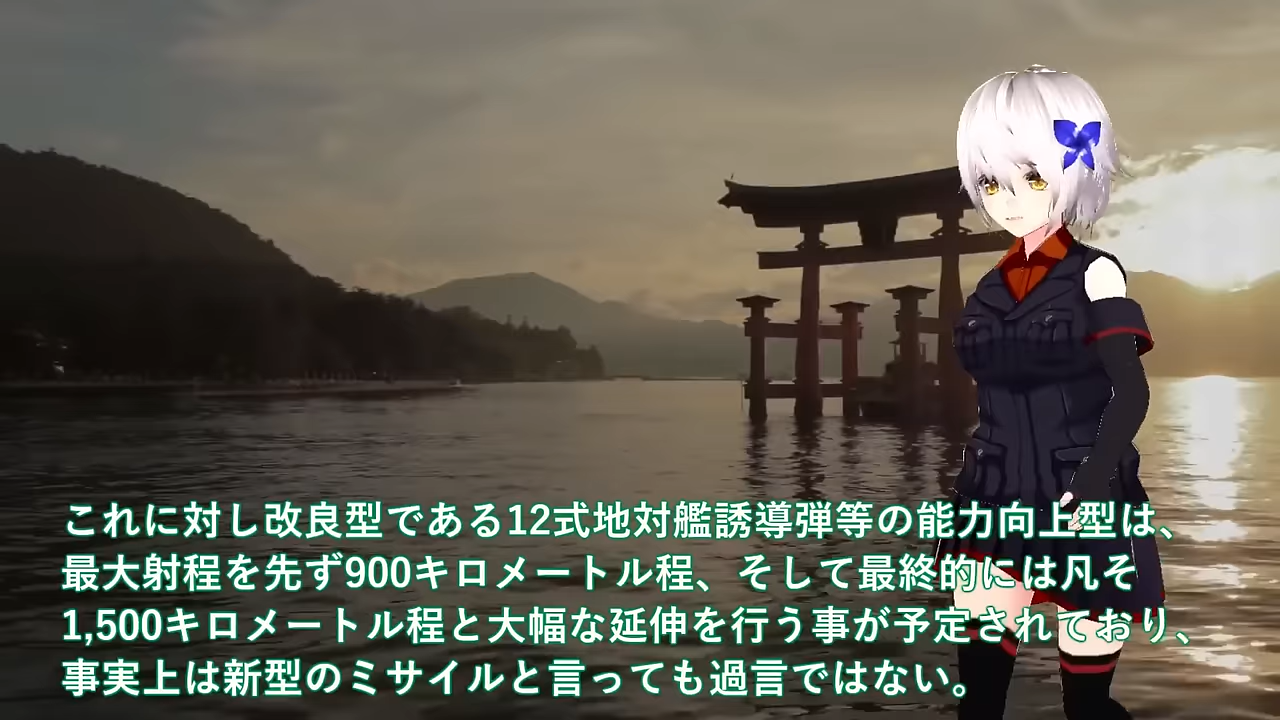 これに対し改良型である12式地対艦誘導弾等の能力向上型は、
最大射程を先ず900キロメートル程、そして最終的には凡そ
1,500キロメートル程と大幅な延伸を行う事が予定されており、
事実上は新型のミサイルと言っても過言ではない。